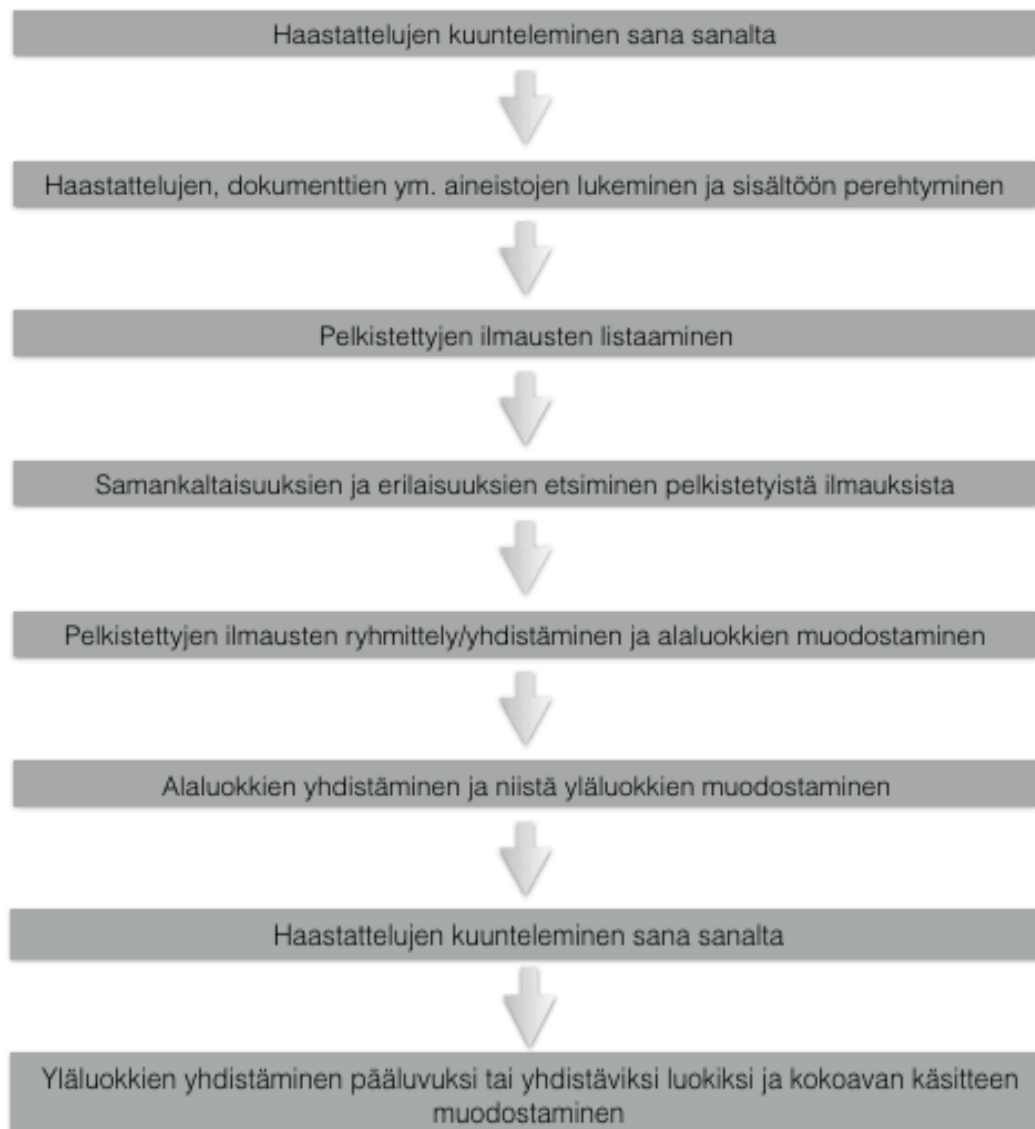 Haastattelujen kuunteleminen sana sanalta
Haastattelujen, dokumenttien ym. aineistojen lukeminen ja sisältöön perehtyminen
Pelkistettyjen ilmausten listaaminen
Samankaltaisuuksien ja erilaisuuksien etsiminen pelkistetyistä ilmauksista
Pelkistettyjen ilmausten ryhmittely/yhdistäminen ja alaluokkien muodostaminen
Alaluokkien yhdistäminen ja niistä yläluokkien muodostaminen
Haastattelujen kuunteleminen sana sanalta
Yläluokkien yhdistäminen pääluvuksi tai yhdistäviksi luokiksi ja kokoavan käsitteen
muodostaminen